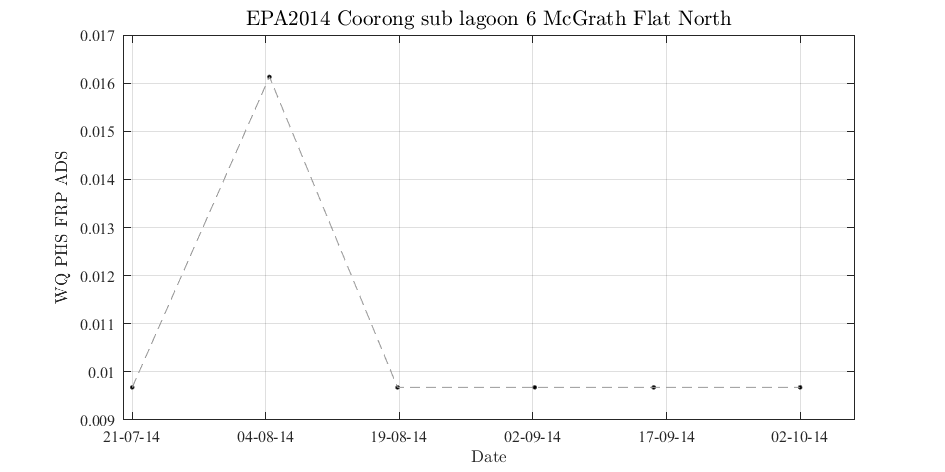 EPA2014 Coorong sub lagoon 6 McGrath Flat North
WQ PHS FRP ADS
0.017
0.016
0.015
0.014
0.013
0.012
0.011
0.01
0.009
21-07-14 04-08-14 19-08-14 02-09-14 17-09-14 02-10-14
Date